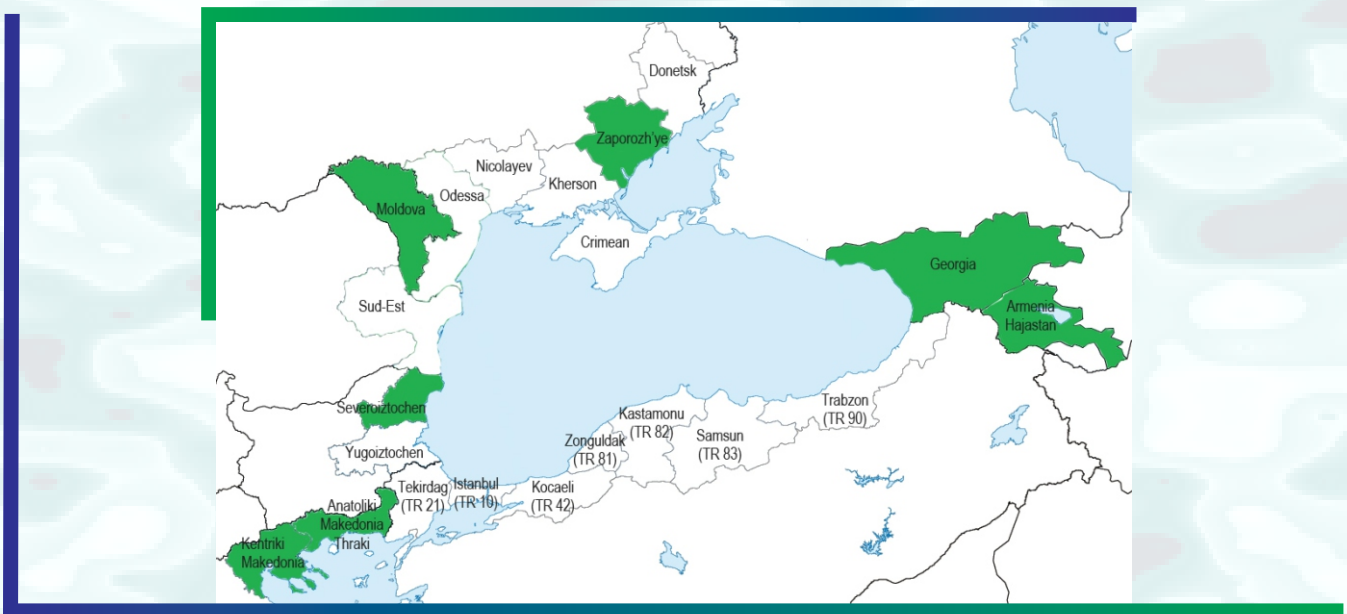 Donetsk
Zaporozh'ye
Nicolayev
Kherson
Odessa
Moldova
Crimean
Georgia
Sud-Est
Armenia
Hajastan
Severoiztochen
Yugoiztochen
Trabzon
(TR 90)
Kastamonu
(TR 82)
Samsun
(TR 83)
Zonguldak
(TR 81)
Tekirdag
(TR 21)
Istanbul
(TR 10)
Kocaeli
(TR 42)
Anatoliki
Makedonia
Thraki
Kentriki
Makedonia